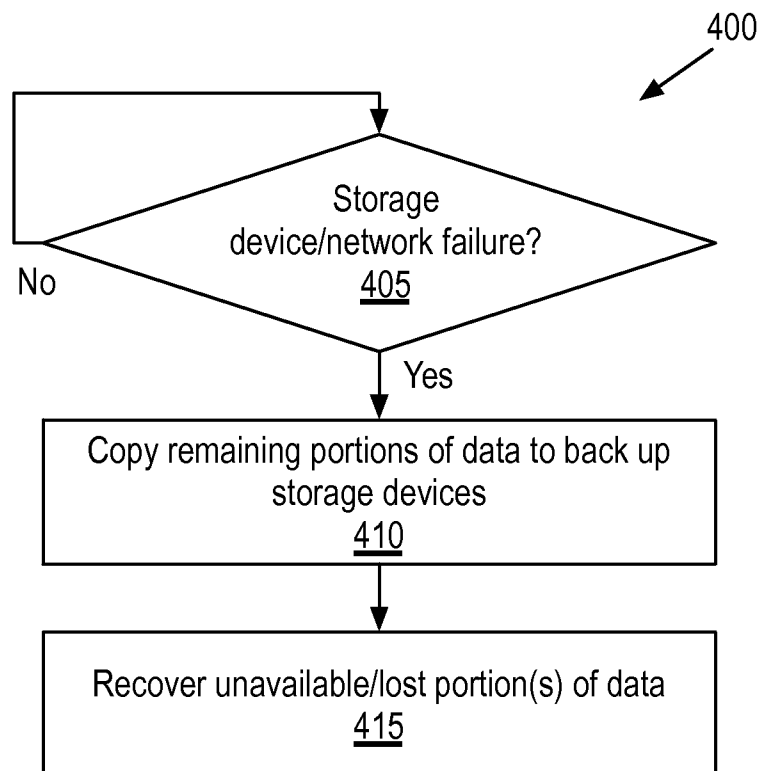 400
Storage
device/network failure?
405
No
Yes
Copy remaining portions of data to back up
storage devices
410
Recover unavailable/lost portion(s) of data
415